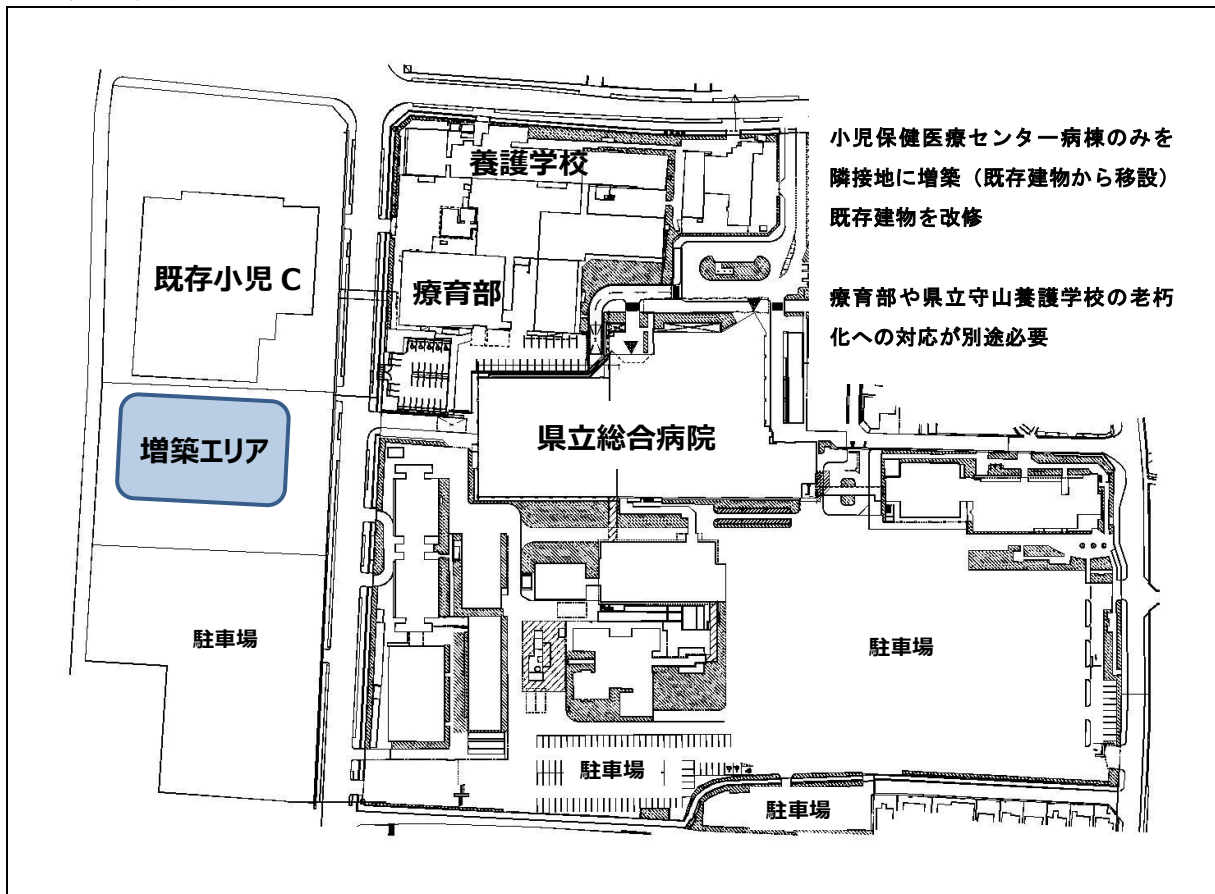 養護学校
小児保健医療センター病棟のみを
隣接地に増築（既存建物から移設）
既存建物を改修
既存小児 C
療育部
療育部や県立守山養護学校の老朽
化への対応が別途必要
県立総合病院
増築エリア
駐車場
駐車場
駐車場
駐車場